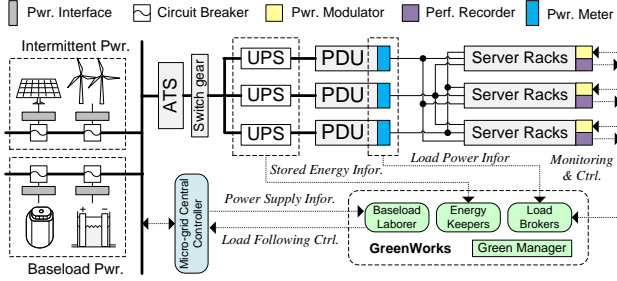 Pwr. Interface
Circuit Breaker
Pwr. Modulator
Perf. Recorder
Pwr. Meter
Intermittent Pwr.
ATS
Switch gear
UPS
PDU
Server Racks
UPS
PDU
Server Racks
UPS
PDU
Server Racks
Stored Energy Infor.
Load Power Infor
Monitoring
& Ctrl.
Micro-grid Central
Controller
Power Supply Infor.
Load Following Ctrl.
Baseload
Laborer
Energy
Keepers
Load
Brokers
GreenWorks
Green Manager
+ −
Baseload Pwr.